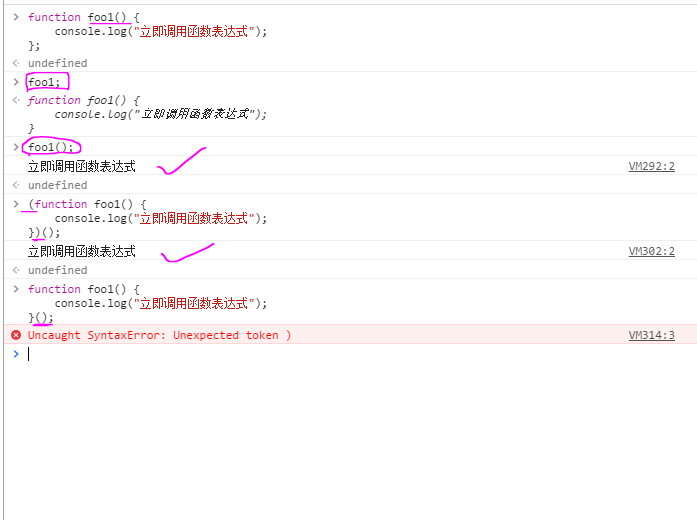 function foo1() {
console.log("立即调用函数表达式");
};
undefined
foo1;
function foo1() {
console.log("立即调用函数表达式");
}
foo1();
立即调用函数表达式 VM292:2
undefined
(function foo1() {
console.log("立即调用函数表达式");
})();
立即调用函数表达式 VM302:2
undefined
function foo1() {
console.log("立即调用函数表达式");
}();
Uncaught SyntaxError: Unexpected token ) VM314:3